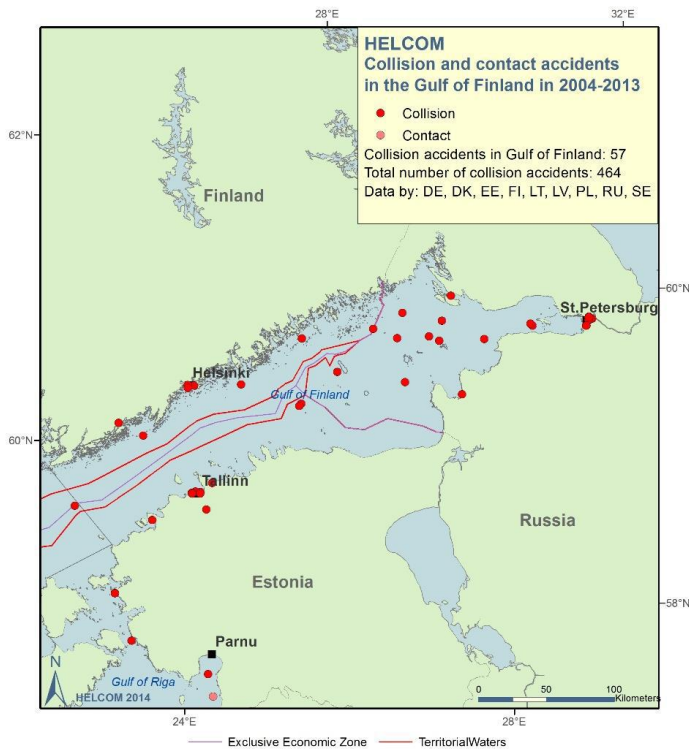 28°E
32°E
HELCOM
Collision and contact accidents
in the Gulf of Finland in 2004-2013
Collision
Contact
Collision accidents in Gulf of Finland: 57
Total number of collision accidents: 464
Data by: DE, DK, EE, FI, LT, LV, PL, RU, SE
62°N
Finland
60°N
St.Petersburg
Helsinki
Gulf of Finland
60°N
Tallinn
Russia
Estonia
58°N
Parnu
N
Gulf of Riga
HELCOM 2014
0 50 100
Kilometers
24°E
28°E
Exclusive Economic Zone
TerritorialWaters